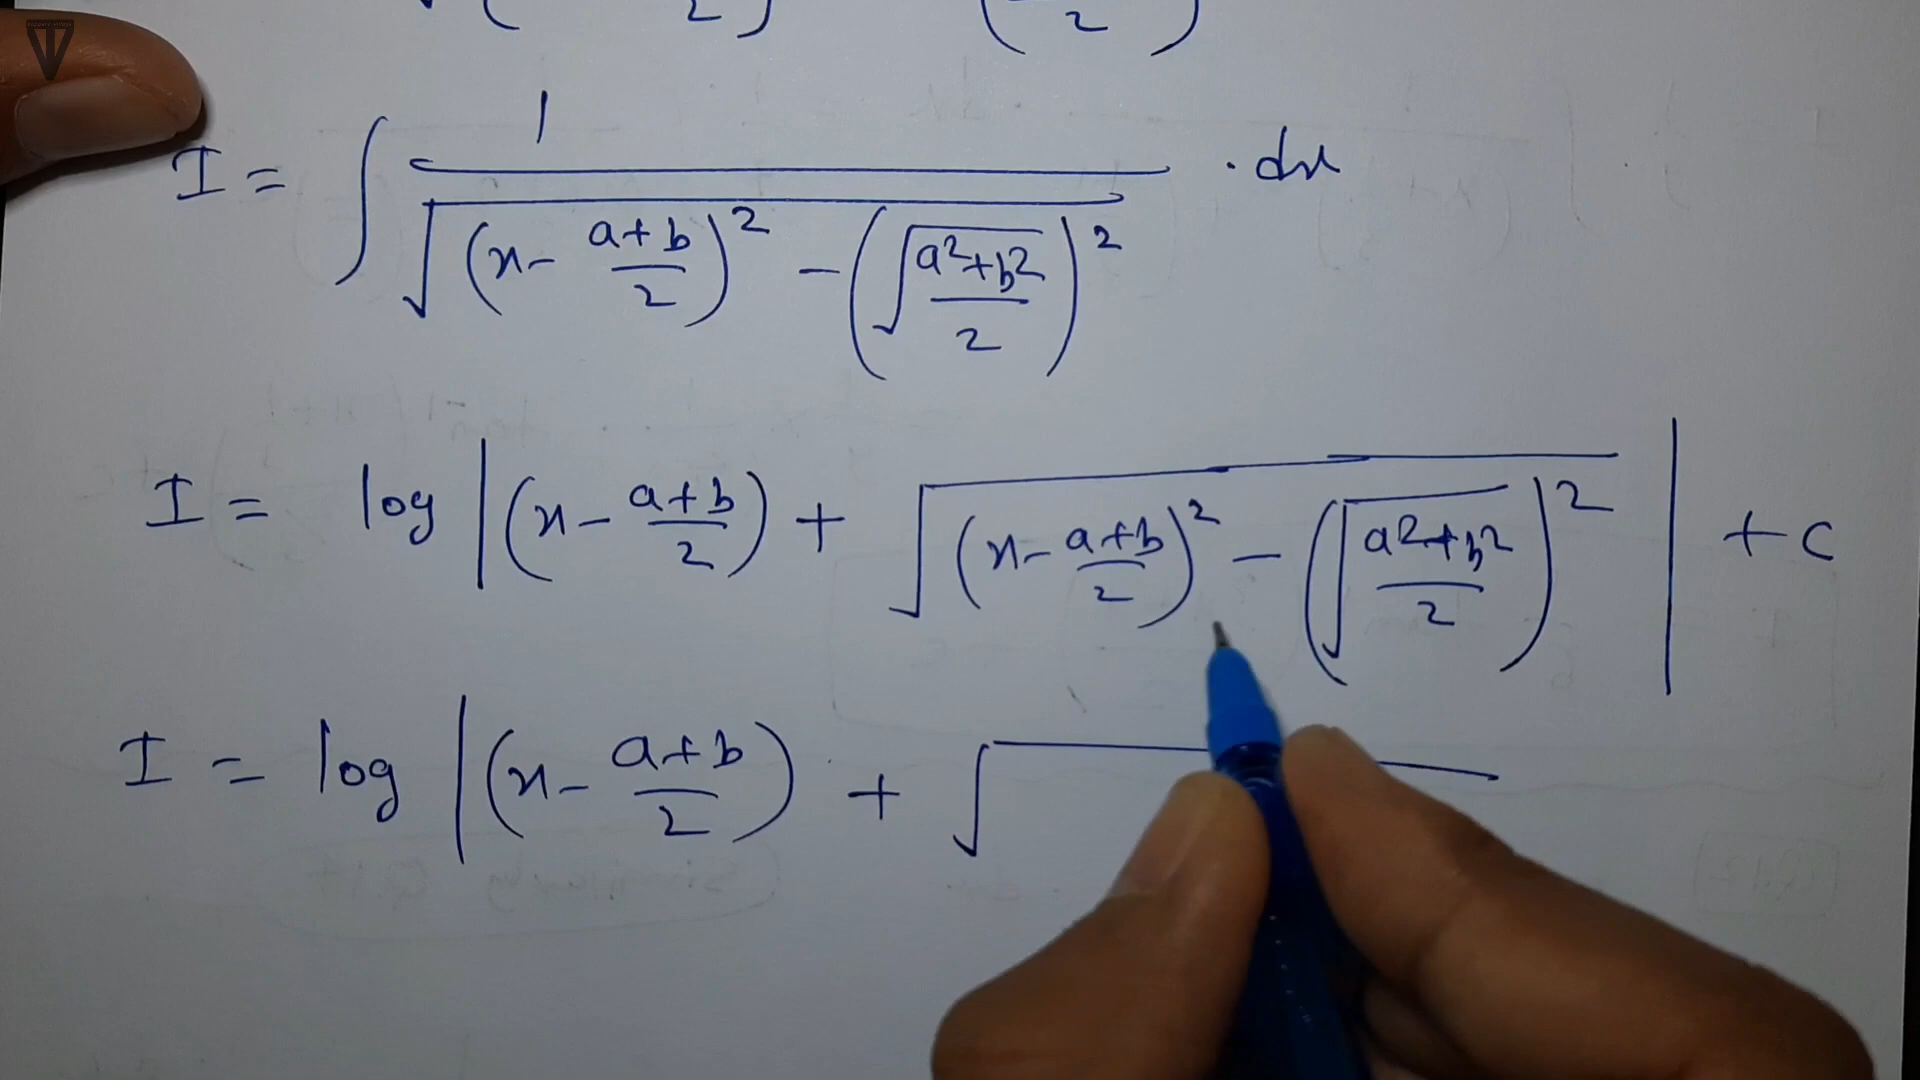 I = ∫ 1/√((x - (a+b)/2)² - (√((a²+b²)/2))²) . dx
I = log |(x - (a+b)/2) + √((x - (a+b)/2)² - (√((a²+b²)/2))²)| + c
I = log |(x - (a+b)/2) + √